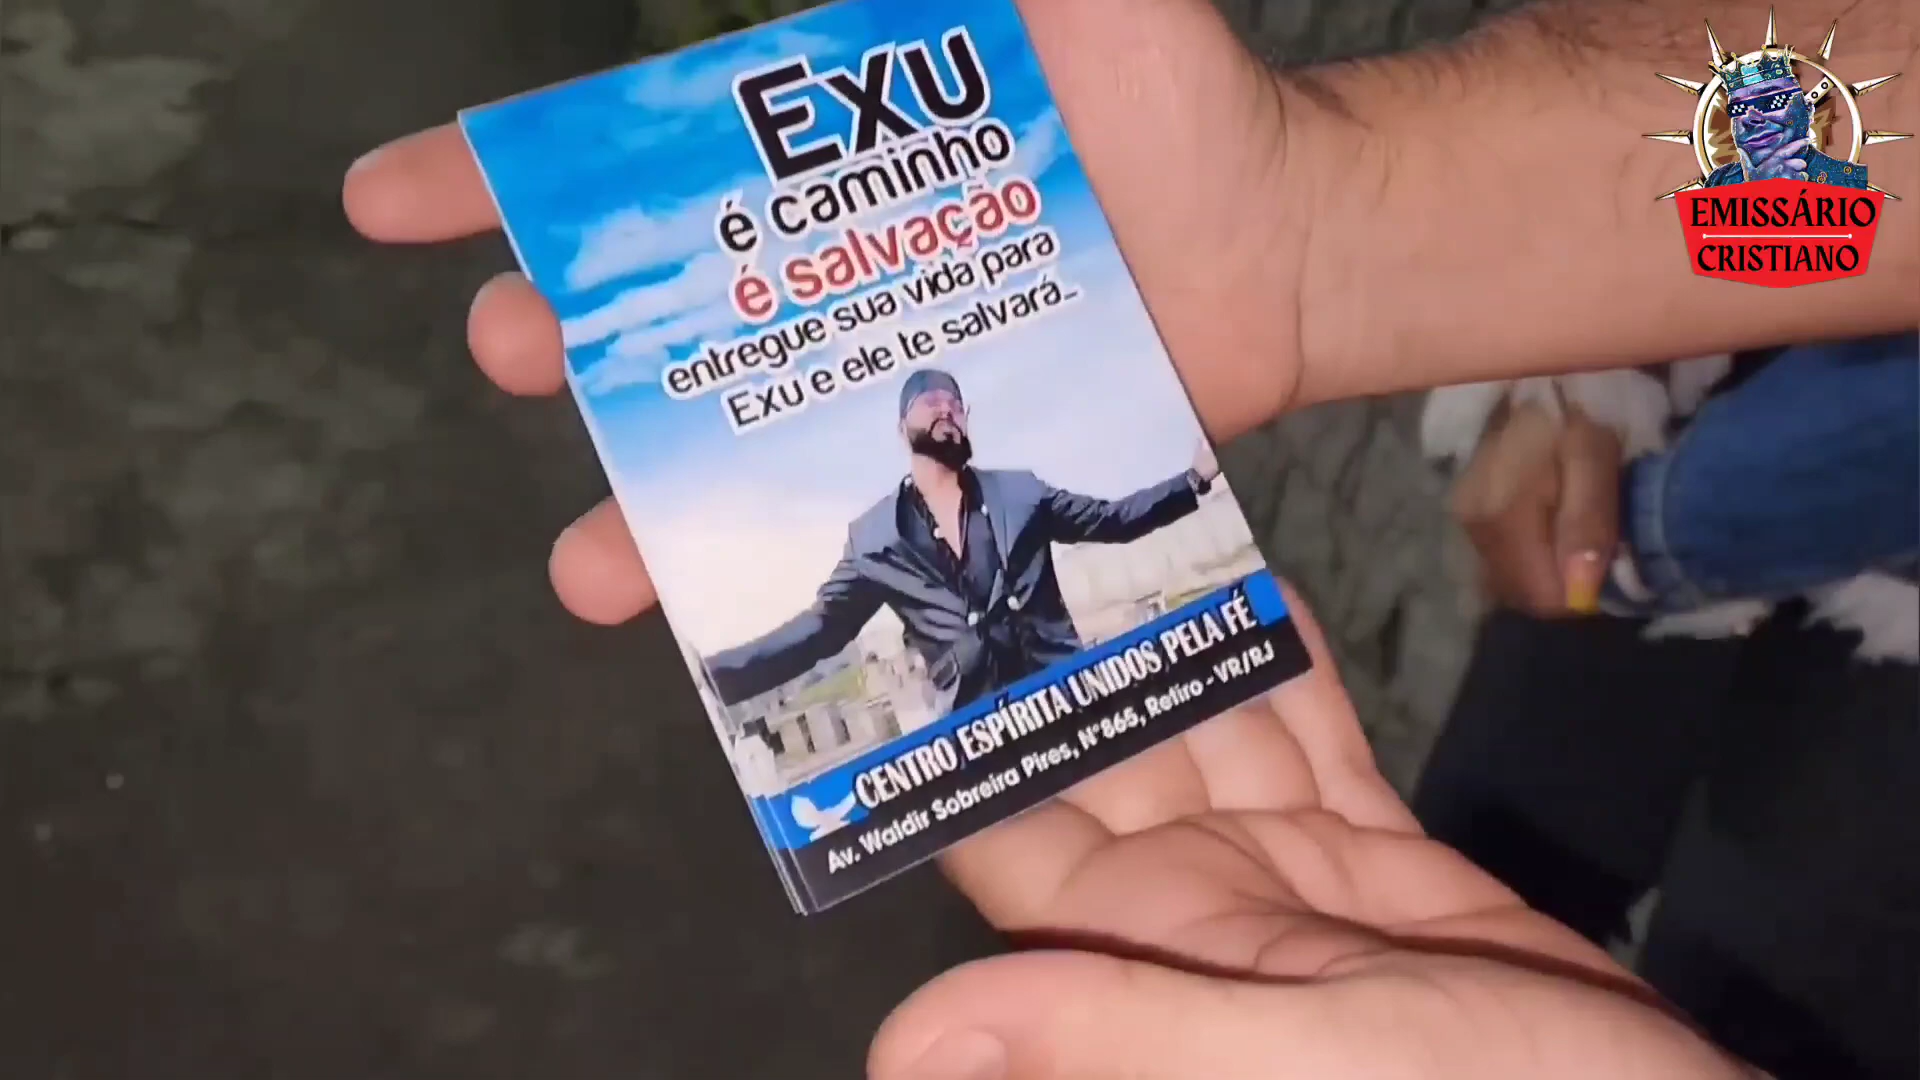 Exu
é caminho
é salvação
entregue sua vida para
Exu e ele te salvará...
CENTRO ESPÍRITA UNIDOS PELA FÉ
Av. Waldir Sobreira Pires, N°865, Retiro - VR/RJ
EMISSÁRIO
CRISTIANO